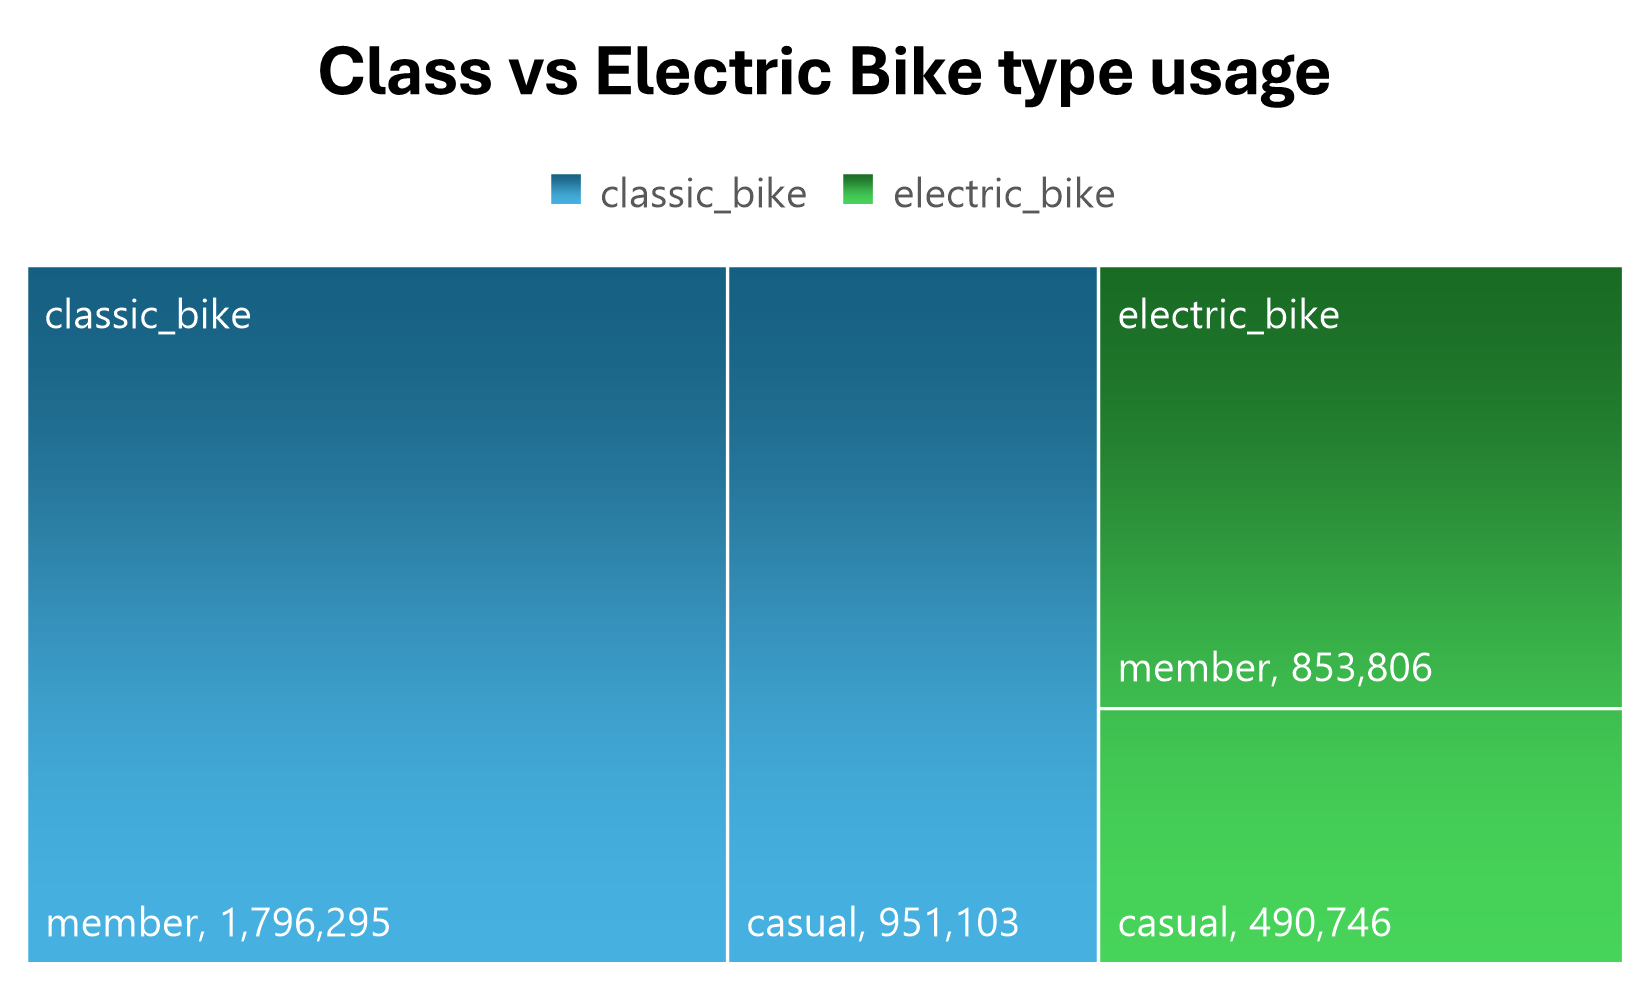 Class vs Electric Bike type usage
classic_bike electric_bike
classic_bike
member, 1,796,295
casual, 951,103
electric_bike
member, 853,806
casual, 490,746